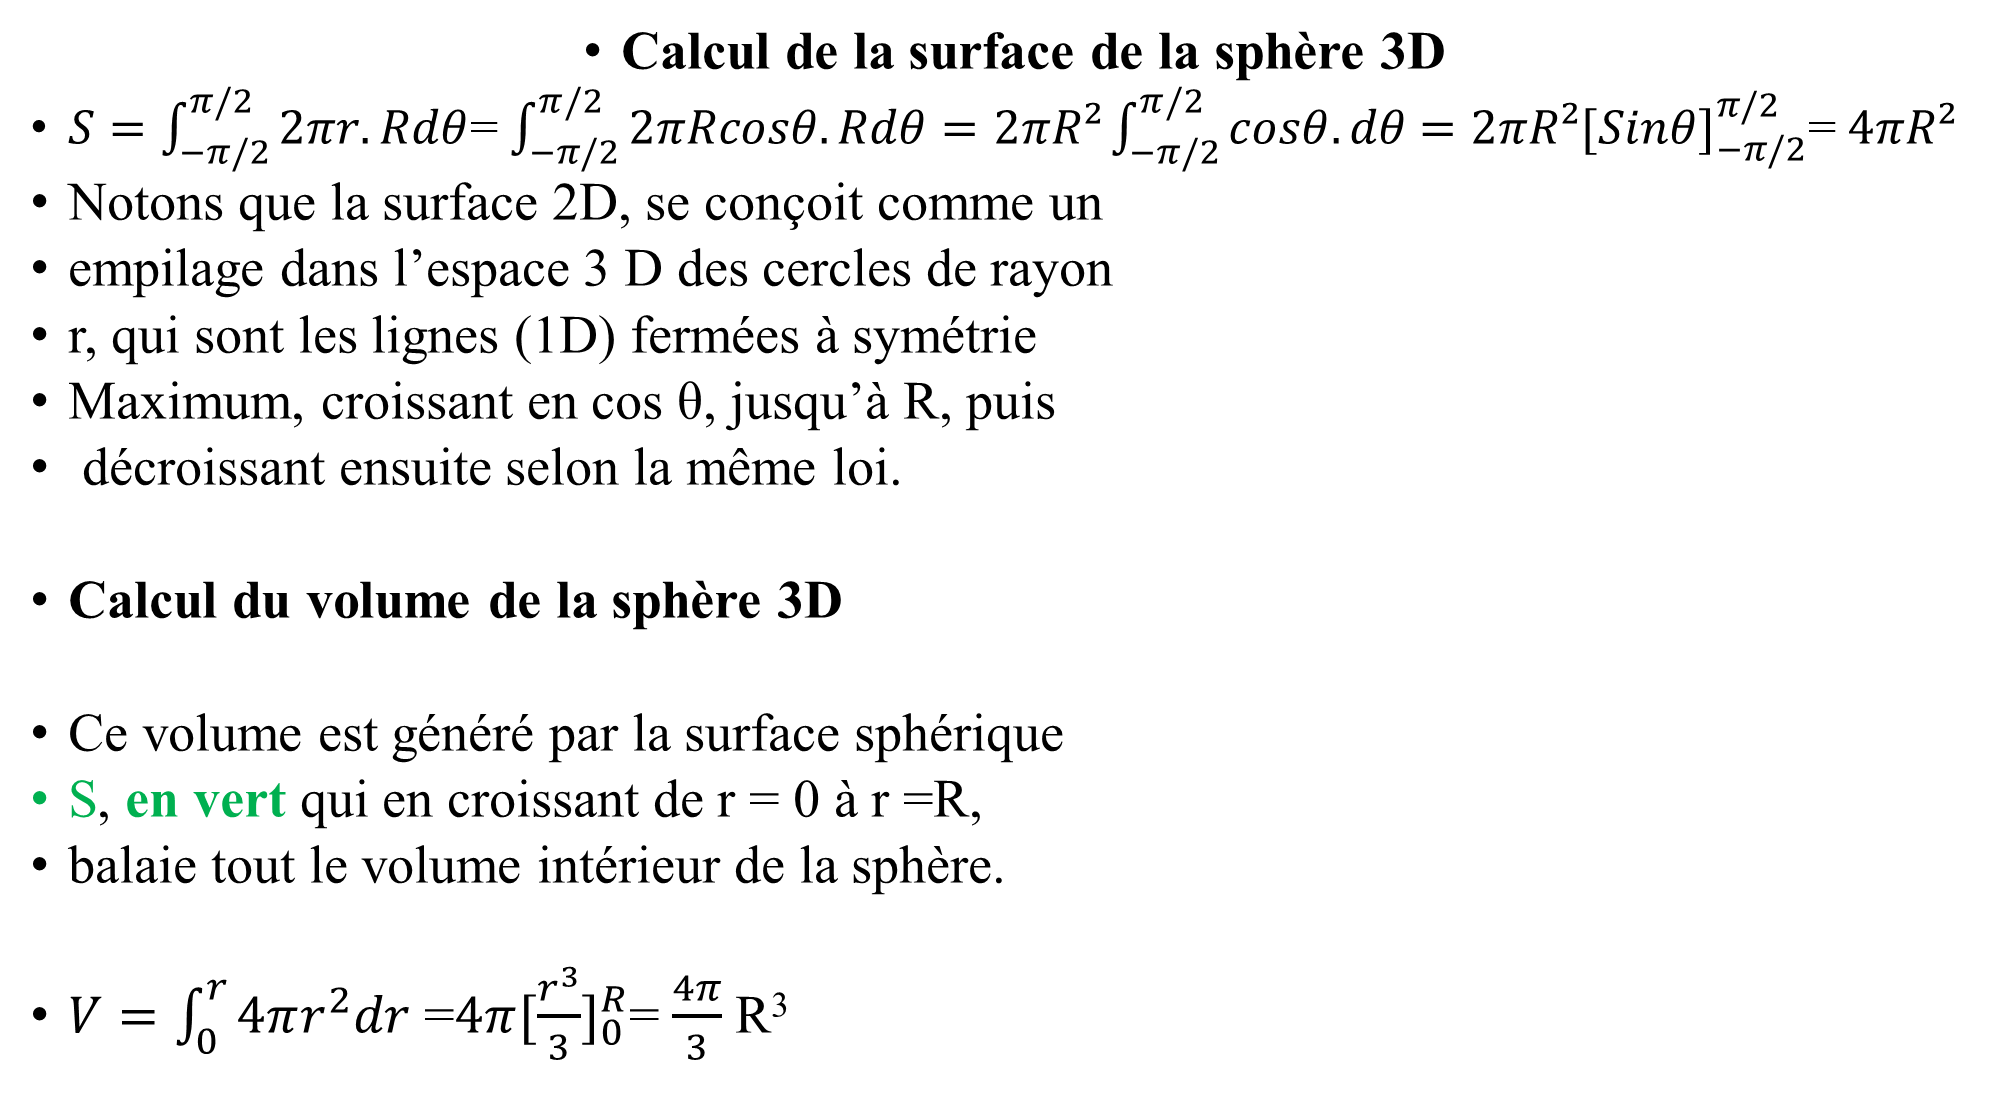 • Calcul de la surface de la sphère 3D
• S = ∫_{−π/2}^{π/2} 2πr. Rdθ= ∫_{−π/2}^{π/2} 2πRcosθ. Rdθ = 2πR² ∫_{−π/2}^{π/2} cosθ. dθ = 2πR²[Sinθ]_{−π/2}^{π/2}= 4πR²
• Notons que la surface 2D, se conçoit comme un
• empilage dans l’espace 3 D des cercles de rayon
• r, qui sont les lignes (1D) fermées à symétrie
• Maximum, croissant en cos θ, jusqu’à R, puis
• décroissant ensuite selon la même loi.
• Calcul du volume de la sphère 3D
• Ce volume est généré par la surface sphérique
• S, en vert qui en croissant de r = 0 à r =R,
• balaie tout le volume intérieur de la sphère.
• V = ∫_0^r 4πr²dr =4π[r³/3]_0^R= 4π/3 R³